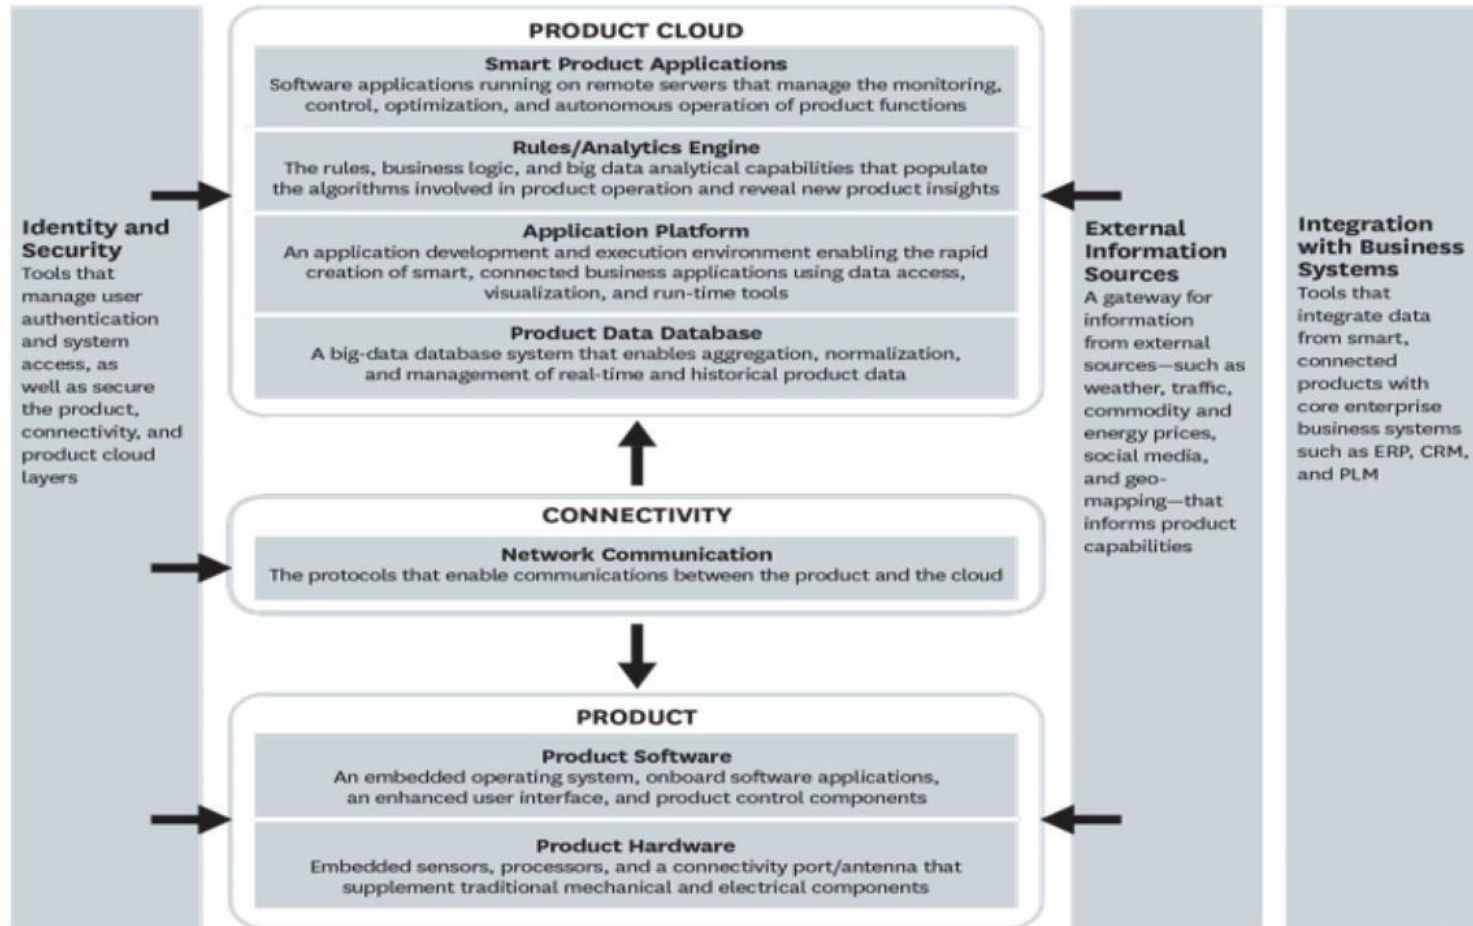 PRODUCT CLOUD
Smart Product Applications
Software applications running on remote servers that manage the monitoring,
control, optimization, and autonomous operation of product functions
Rules/Analytics Engine
The rules, business logic, and big data analytical capabilities that populate
the algorithms involved in product operation and reveal new product insights
Application Platform
An application development and execution environment enabling the rapid
creation of smart, connected business applications using data access,
visualization, and run-time tools
Product Data Database
A big-data database system that enables aggregation, normalization,
and management of real-time and historical product data
CONNECTIVITY
Network Communication
The protocols that enable communications between the product and the cloud
PRODUCT
Product Software
An embedded operating system, onboard software applications,
an enhanced user interface, and product control components
Product Hardware
Embedded sensors, processors, and a connectivity port/antenna that
supplement traditional mechanical and electrical components
Identity and
Security
Tools that
manage user
authentication
and system
access, as
well as secure
the product,
connectivity, and
product cloud
layers
External
Information
Sources
A gateway for
information
from external
sources—such as
weather, traffic,
commodity and
energy prices,
social media,
and geo-
mapping—that
informs product
capabilities
Integration
with Business
Systems
Tools that
integrate data
from smart,
connected
products with
core enterprise
business systems
such as ERP, CRM,
and PLM